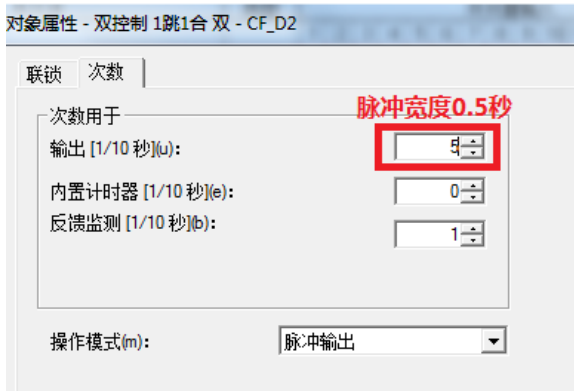 对象属性 - 双控制 1跳1合 双 - CF_D2
联锁 次数
脉冲宽度0.5秒
次数用于
输出 [1/10 秒](u): 5
内置计时器 [1/10 秒](e): 0
反馈监测 [1/10 秒](b): 1
操作模式(m): 脉冲输出